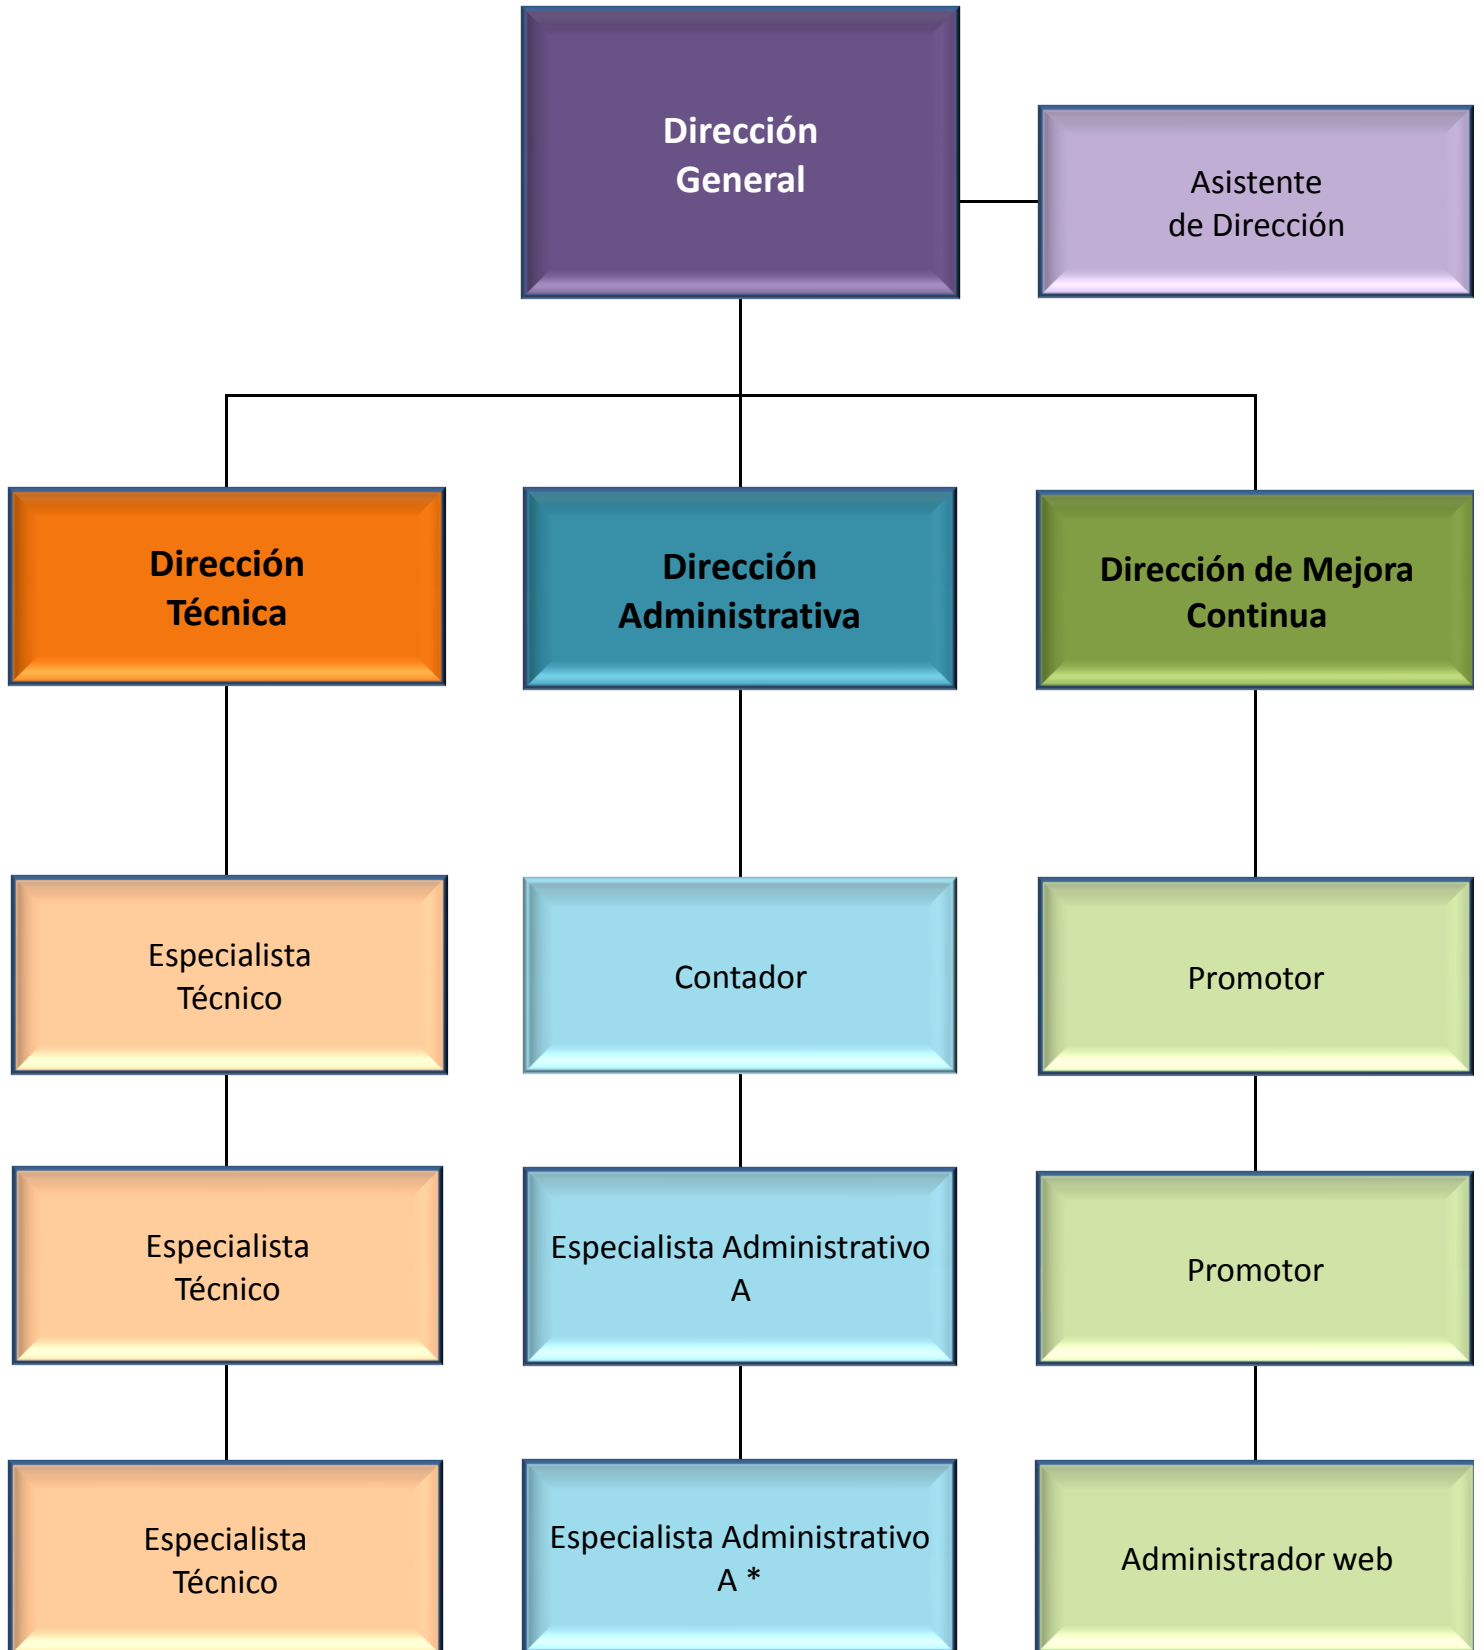 Dirección
General
Asistente
de Dirección
Dirección
Técnica
Dirección
Administrativa
Dirección de Mejora
Continua
Especialista
Técnico
Contador
Promotor
Especialista
Técnico
Especialista Administrativo
A
Promotor
Especialista
Técnico
Especialista Administrativo
A *
Administrador web